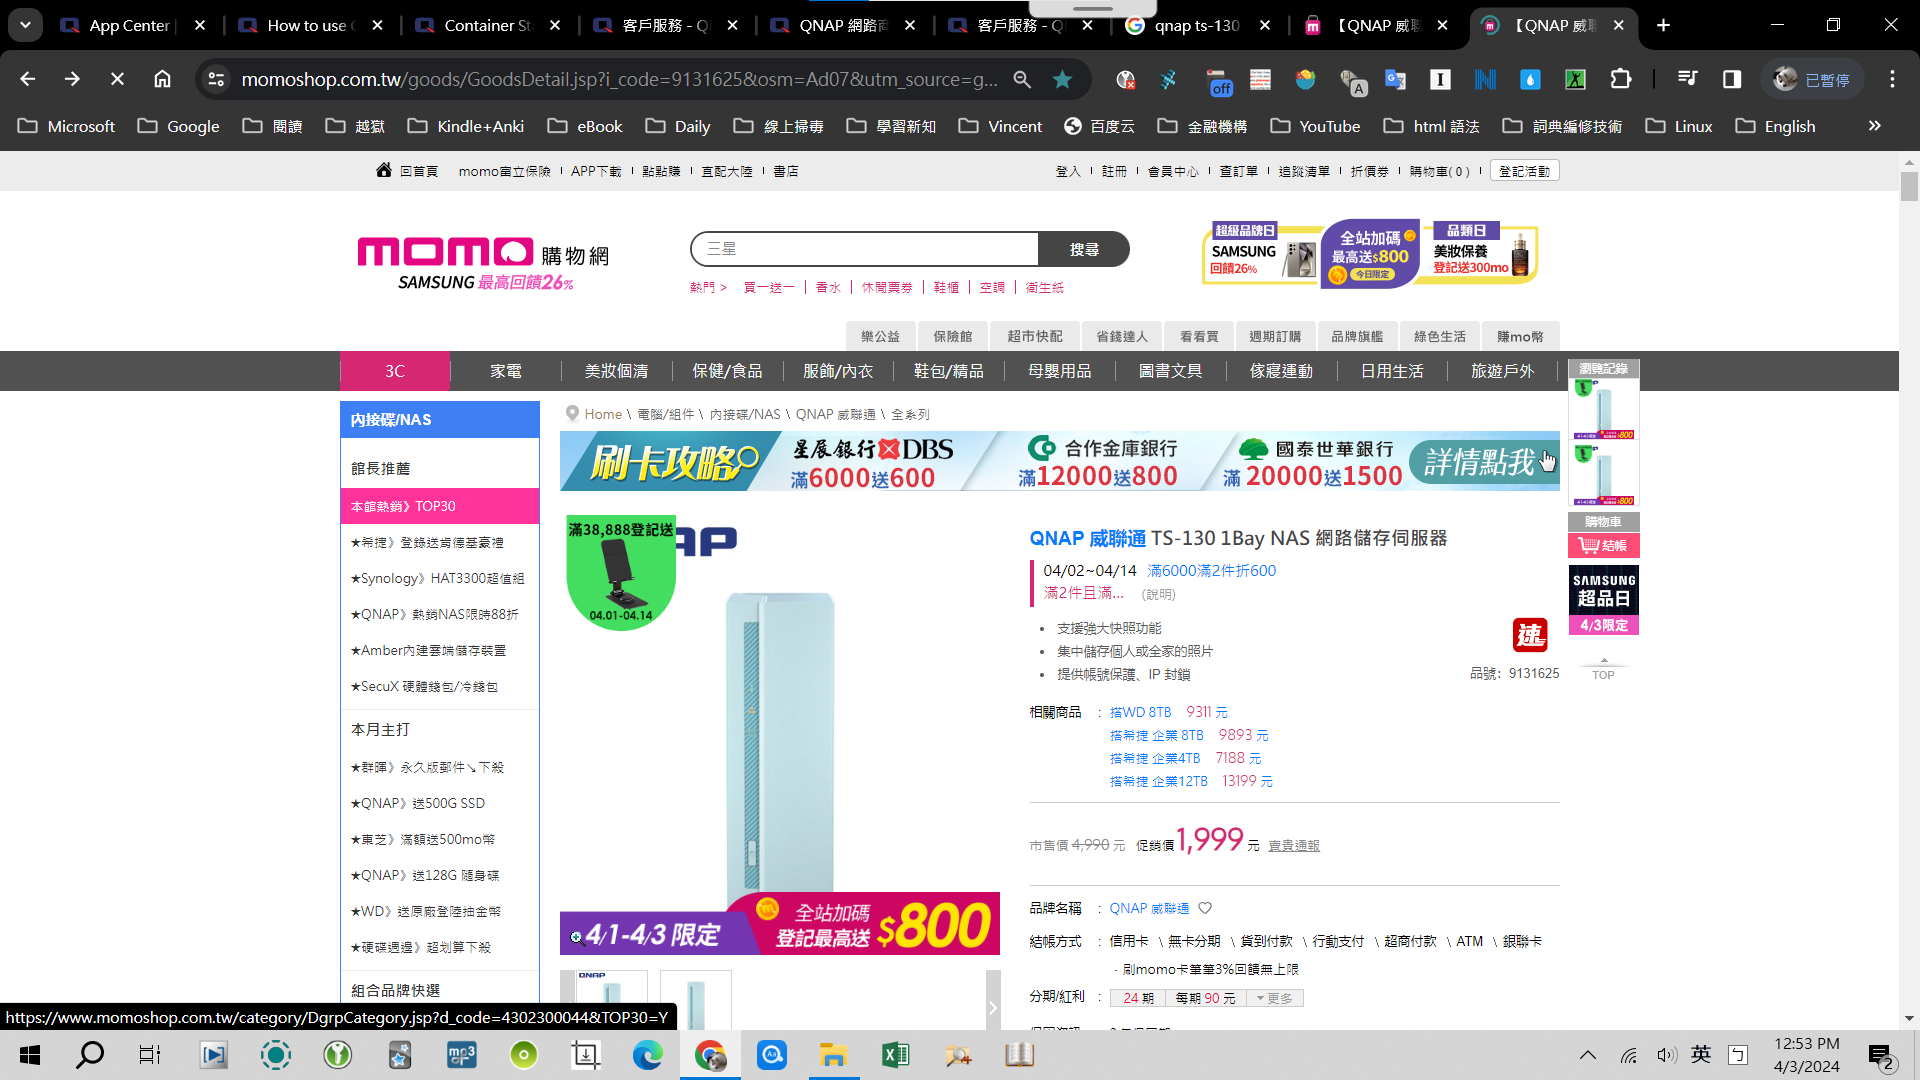 App Center
How to use
Container St
客戶服務 - Q
QNAP 網路商
客戶服務 - Q
qnap ts-130
【QNAP 威聯
【QNAP 威聯
momoshop.com.tw/goods/GoodsDetail.jsp?i_code=9131625&osm=Ad07&utm_source=g...
off
A
已暫停
Microsoft
Google
閱讀
越獄
Kindle+Anki
eBook
Daily
線上掃毒
學習新知
Vincent
百度云
金融機構
YouTube
html 語法
詞典編修技術
Linux
English
»
回首頁 momo富立保險 APP下載 點點賺 直配大陸 書店
登入 註冊 會員中心 查訂單 追蹤清單 折價券 購物車( 0 ) 登記活動
momo 購物網
SAMSUNG 最高回饋26%
三星
搜尋
熱門 > 買一送一 香水 休閒票券 鞋櫃 空調 衛生紙
超級品牌日
SAMSUNG
回饋26%
全站加碼
最高送$800
今日限定
品類日
美妝保養
登記送300mo
樂公益 保險館 超市快配 省錢達人 看看買 週期訂購 品牌旗艦 綠色生活 賺mo幣
3C 家電 美妝個清 保健/食品 服飾/內衣 鞋包/精品 母嬰用品 圖書文具 傢寢運動 日用生活 旅遊戶外
內接碟/NAS
館長推薦
本館熱銷》TOP30
★希捷》登錄送肯德基豪禮
★Synology》HAT3300超值組
★QNAP》熱銷NAS限時88折
★Amber內建雲端儲存裝置
★SecuX 硬體錢包/冷錢包
本月主打
★群暉》永久版郵件↘下殺
★QNAP》送500G SSD
★東芝》滿額送500mo幣
★QNAP》送128G 隨身碟
★WD》送原廠登陸抽金幣
★硬碟週邊》超划算下殺
組合品牌快選
Home \ 電腦/組件 \ 內接碟/NAS \ QNAP 威聯通 \ 全系列
刷卡攻略
星辰銀行 DBS
滿6000送600
合作金庫銀行
滿12000送800
國泰世華銀行
滿 20000送1500
詳情點我
滿38,888登記送
04.01-04.14
AP
4/1-4/3 限定
全站加碼
登記最高送
$800
QNAP
QNAP 威聯通 TS-130 1Bay NAS 網路儲存伺服器
04/02~04/14 滿6000滿2件折600
滿2件且滿... (說明)
• 支援強大快照功能
• 集中儲存個人或全家的照片
• 提供帳號保護、IP 封鎖
速
品號：9131625
相關商品 ： 搭WD 8TB 9311 元
搭希捷 企業 8TB 9893 元
搭希捷 企業4TB 7188 元
搭希捷 企業12TB 13199 元
市售價 4,990 元 促銷價1,999 元 賣貴通報
品牌名稱 ： QNAP 威聯通
結帳方式 ： 信用卡 \ 無卡分期 \ 貨到付款 \ 行動支付 \ 超商付款 \ ATM \ 銀聯卡
· 刷momo卡筆筆3%回饋無上限
分期/紅利 ： 24 期 每期 90 元 更多
瀏覽記錄
4/1-4/3 限定
$800
4/1-4/3 限定
$800
購物車
結帳
SAMSUNG
超品日
4/3限定
TOP
https://www.momoshop.com.tw/category/DgrpCategory.jsp?d_code=4302300044&TOP30=Y
mp3
英
ㄅ
12:53 PM
4/3/2024
2